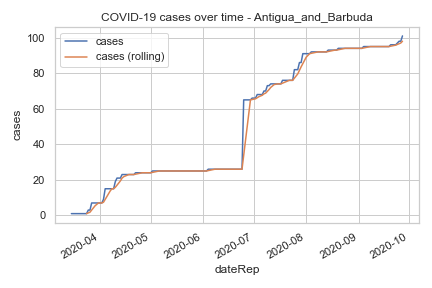 COVID-19 cases over time - Antigua_and_Barbuda
cases
cases (rolling)
100
80
60
40
20
0
cases
2020-04
2020-05
2020-06
2020-07
2020-08
2020-09
2020-10
dateRep